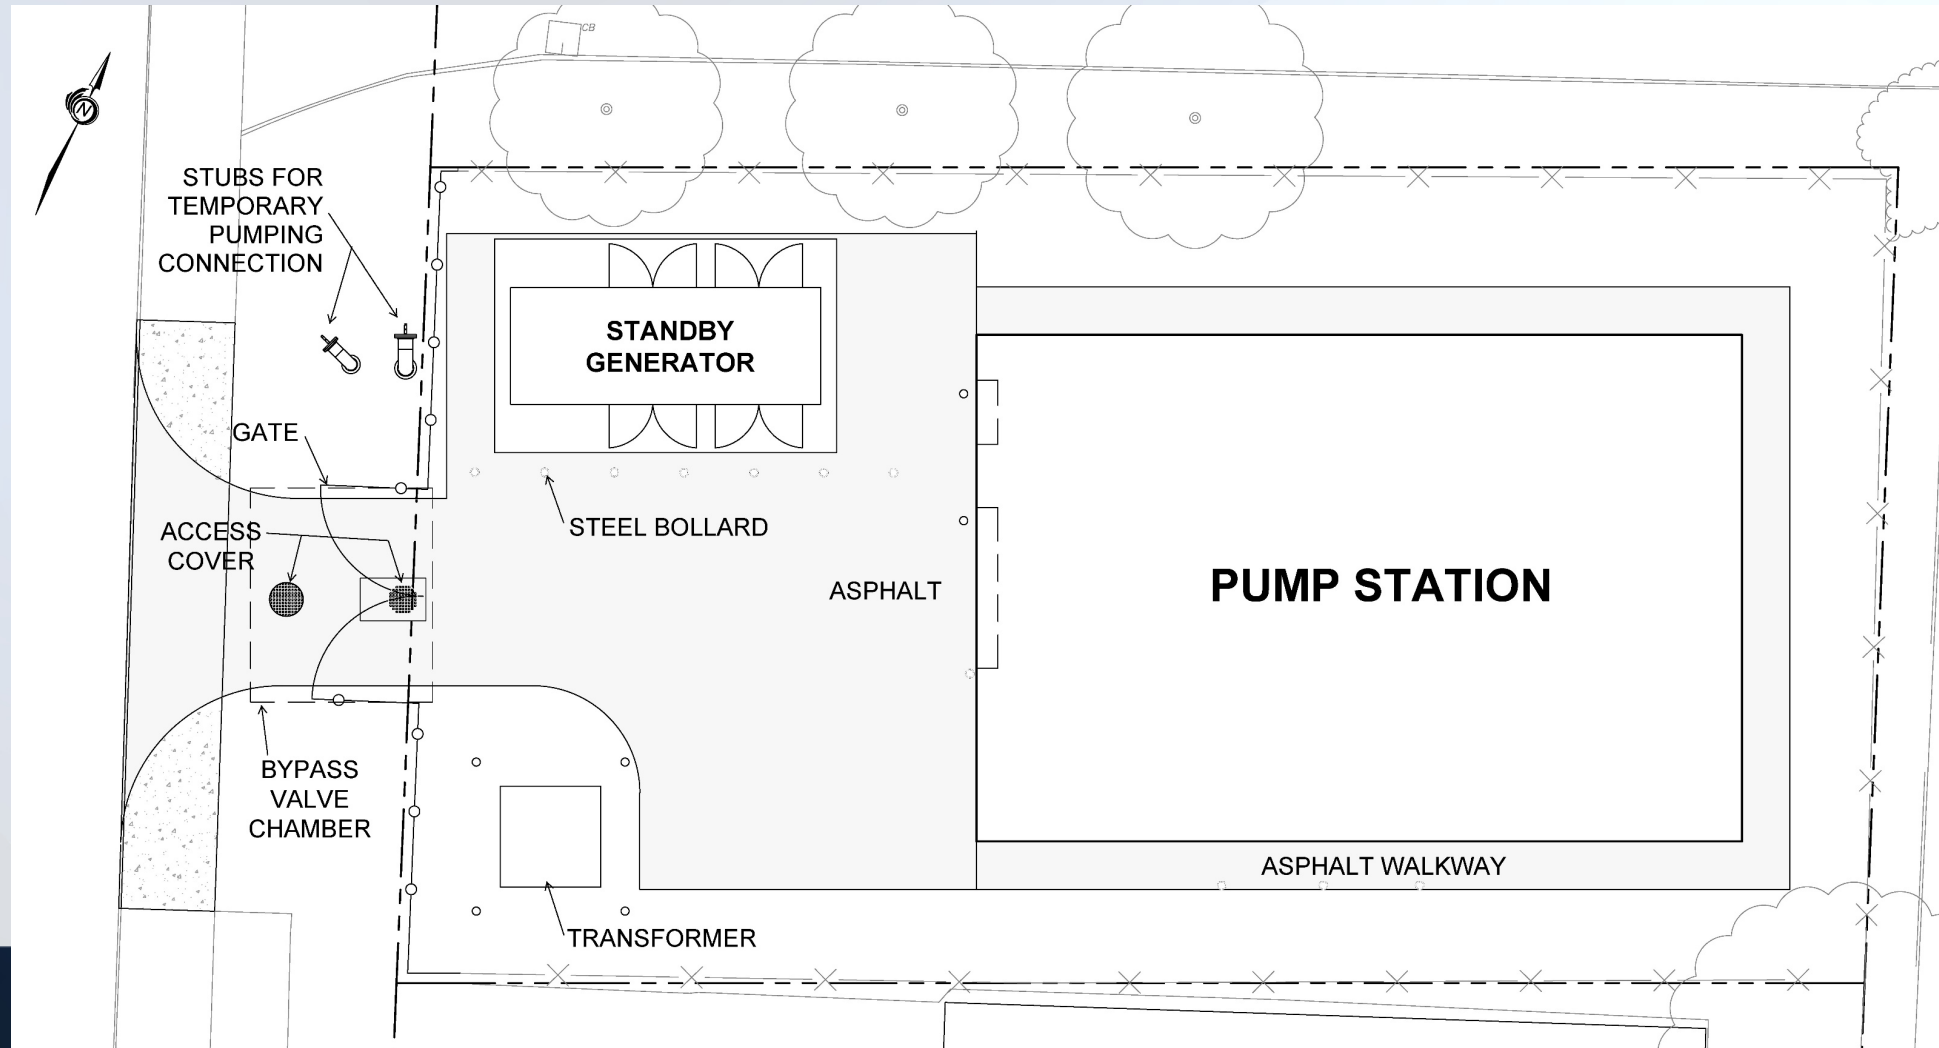 CB
N
STUBS FOR
TEMPORARY
PUMPING
CONNECTION
STANDBY
GENERATOR
GATE
STEEL BOLLARD
ACCESS
COVER
ASPHALT
PUMP STATION
BYPASS
VALVE
CHAMBER
ASPHALT WALKWAY
TRANSFORMER